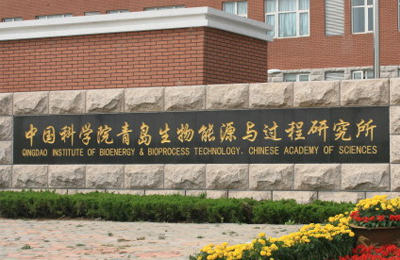 中国科学院青岛生物能源与过程研究所
QINGDAO INSTITUTE OF BIOENERGY & BIOPROCESS TECHNOLOGY, CHINESE ACADEMY OF SCIENCES